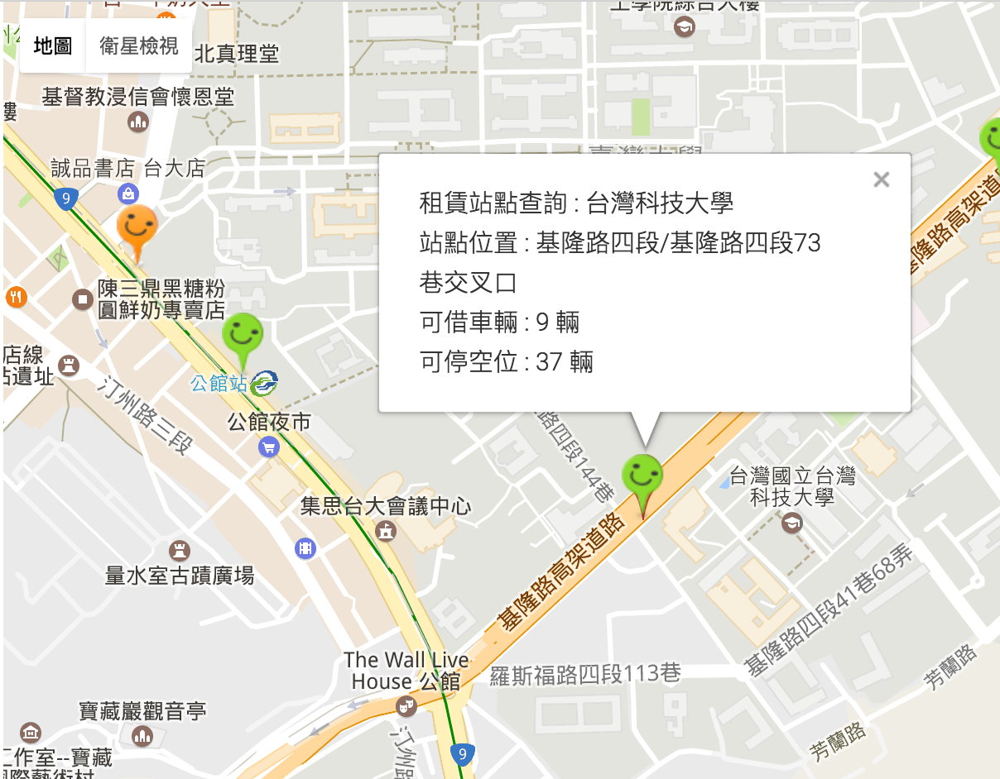 地圖
衛星檢視
北真理堂
基督教浸信會懷恩堂
樓
誠品書店 台大店
9
陳三鼎黑糖粉
圓鮮奶專賣店
租賃站點查詢 : 台灣科技大學
站點位置 : 基隆路四段/基隆路四段73
巷交叉口
可借車輛 : 9 輛
可停空位 : 37 輛
基隆路高架道路
店線
站遺址
公館站
汀州路三段
公館夜市
路四段144巷
台灣國立台灣
科技大學
集思台大會議中心
量水室古蹟廣場
基隆路高架道路
基隆路四段41巷68弄
The Wall Live
House 公館
羅斯福路四段113巷
芳蘭路
寶藏巖觀音亭
芳蘭路
工作室--寶藏
國際藝術村
汀州路
9